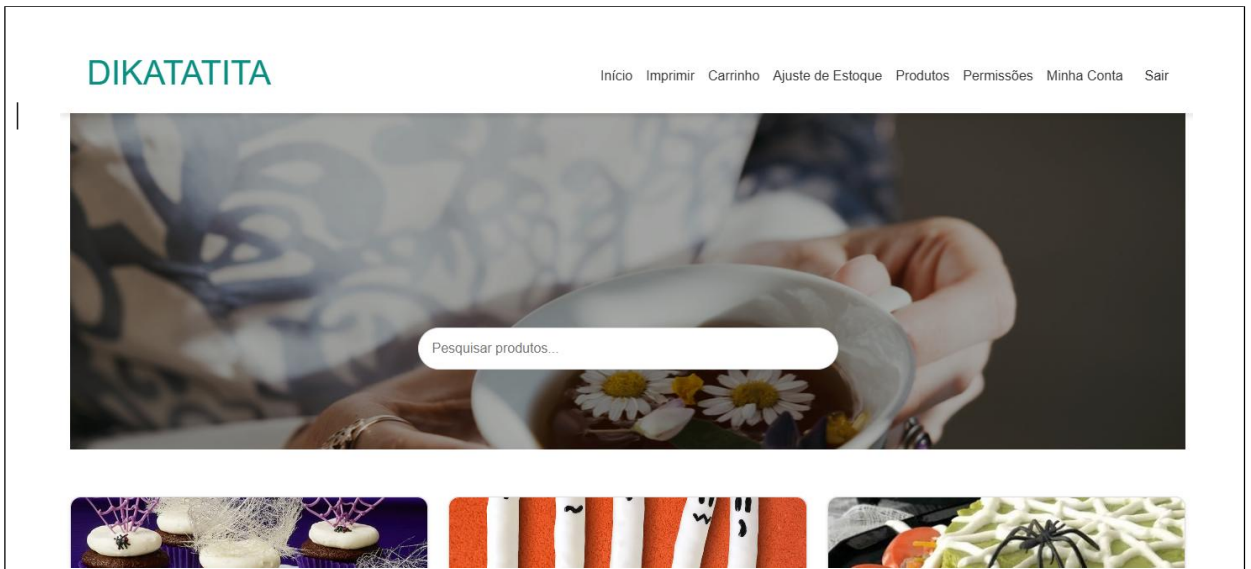 DIKATATITA
Início Imprimir Carrinho Ajuste de Estoque Produtos Permissões Minha Conta Sair
Pesquisar produtos...